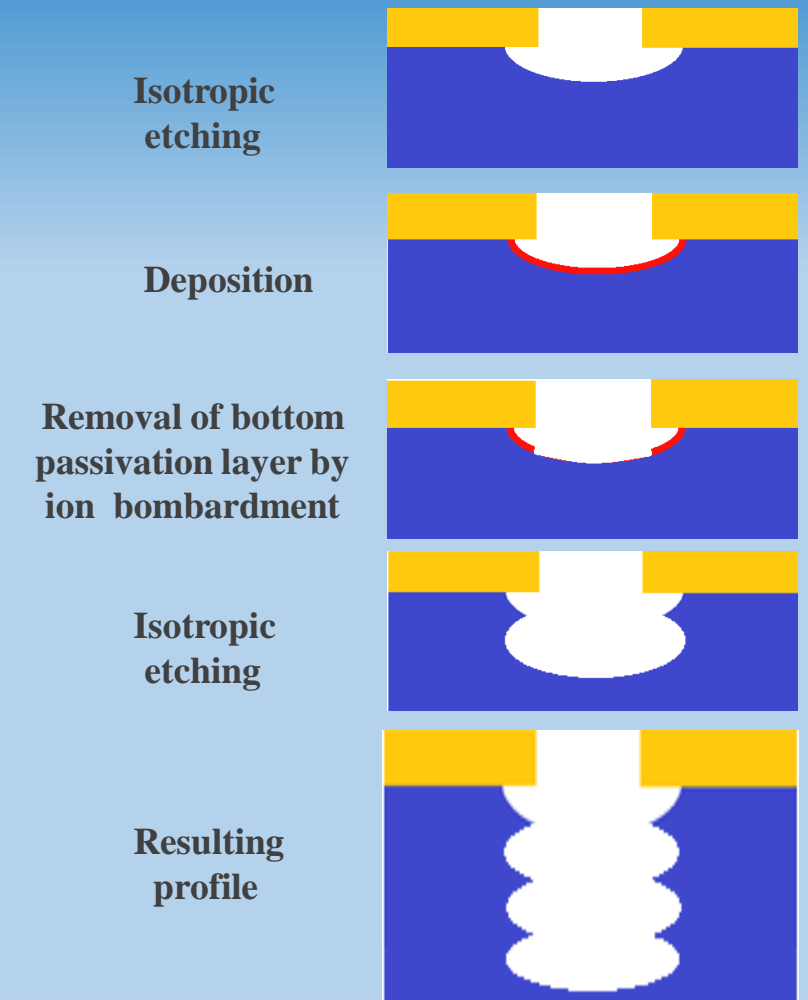 Isotropic
etching
Deposition
Removal of bottom
passivation layer by
ion bombardment
Isotropic
etching
Resulting
profile